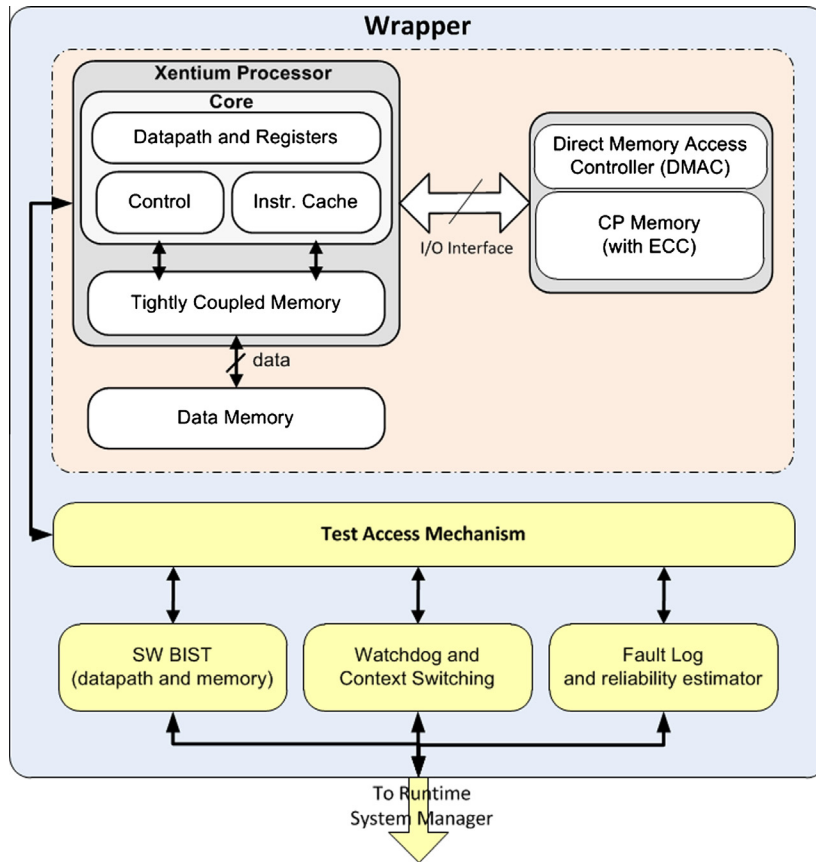 Wrapper
Xentium Processor
Core
Datapath and Registers
Control
Instr. Cache
Tightly Coupled Memory
data
Data Memory
I/O Interface
Direct Memory Access
Controller (DMAC)
CP Memory
(with ECC)
Test Access Mechanism
SW BIST
(datapath and memory)
Watchdog and
Context Switching
Fault Log
and reliability estimator
To Runtime
System Manager